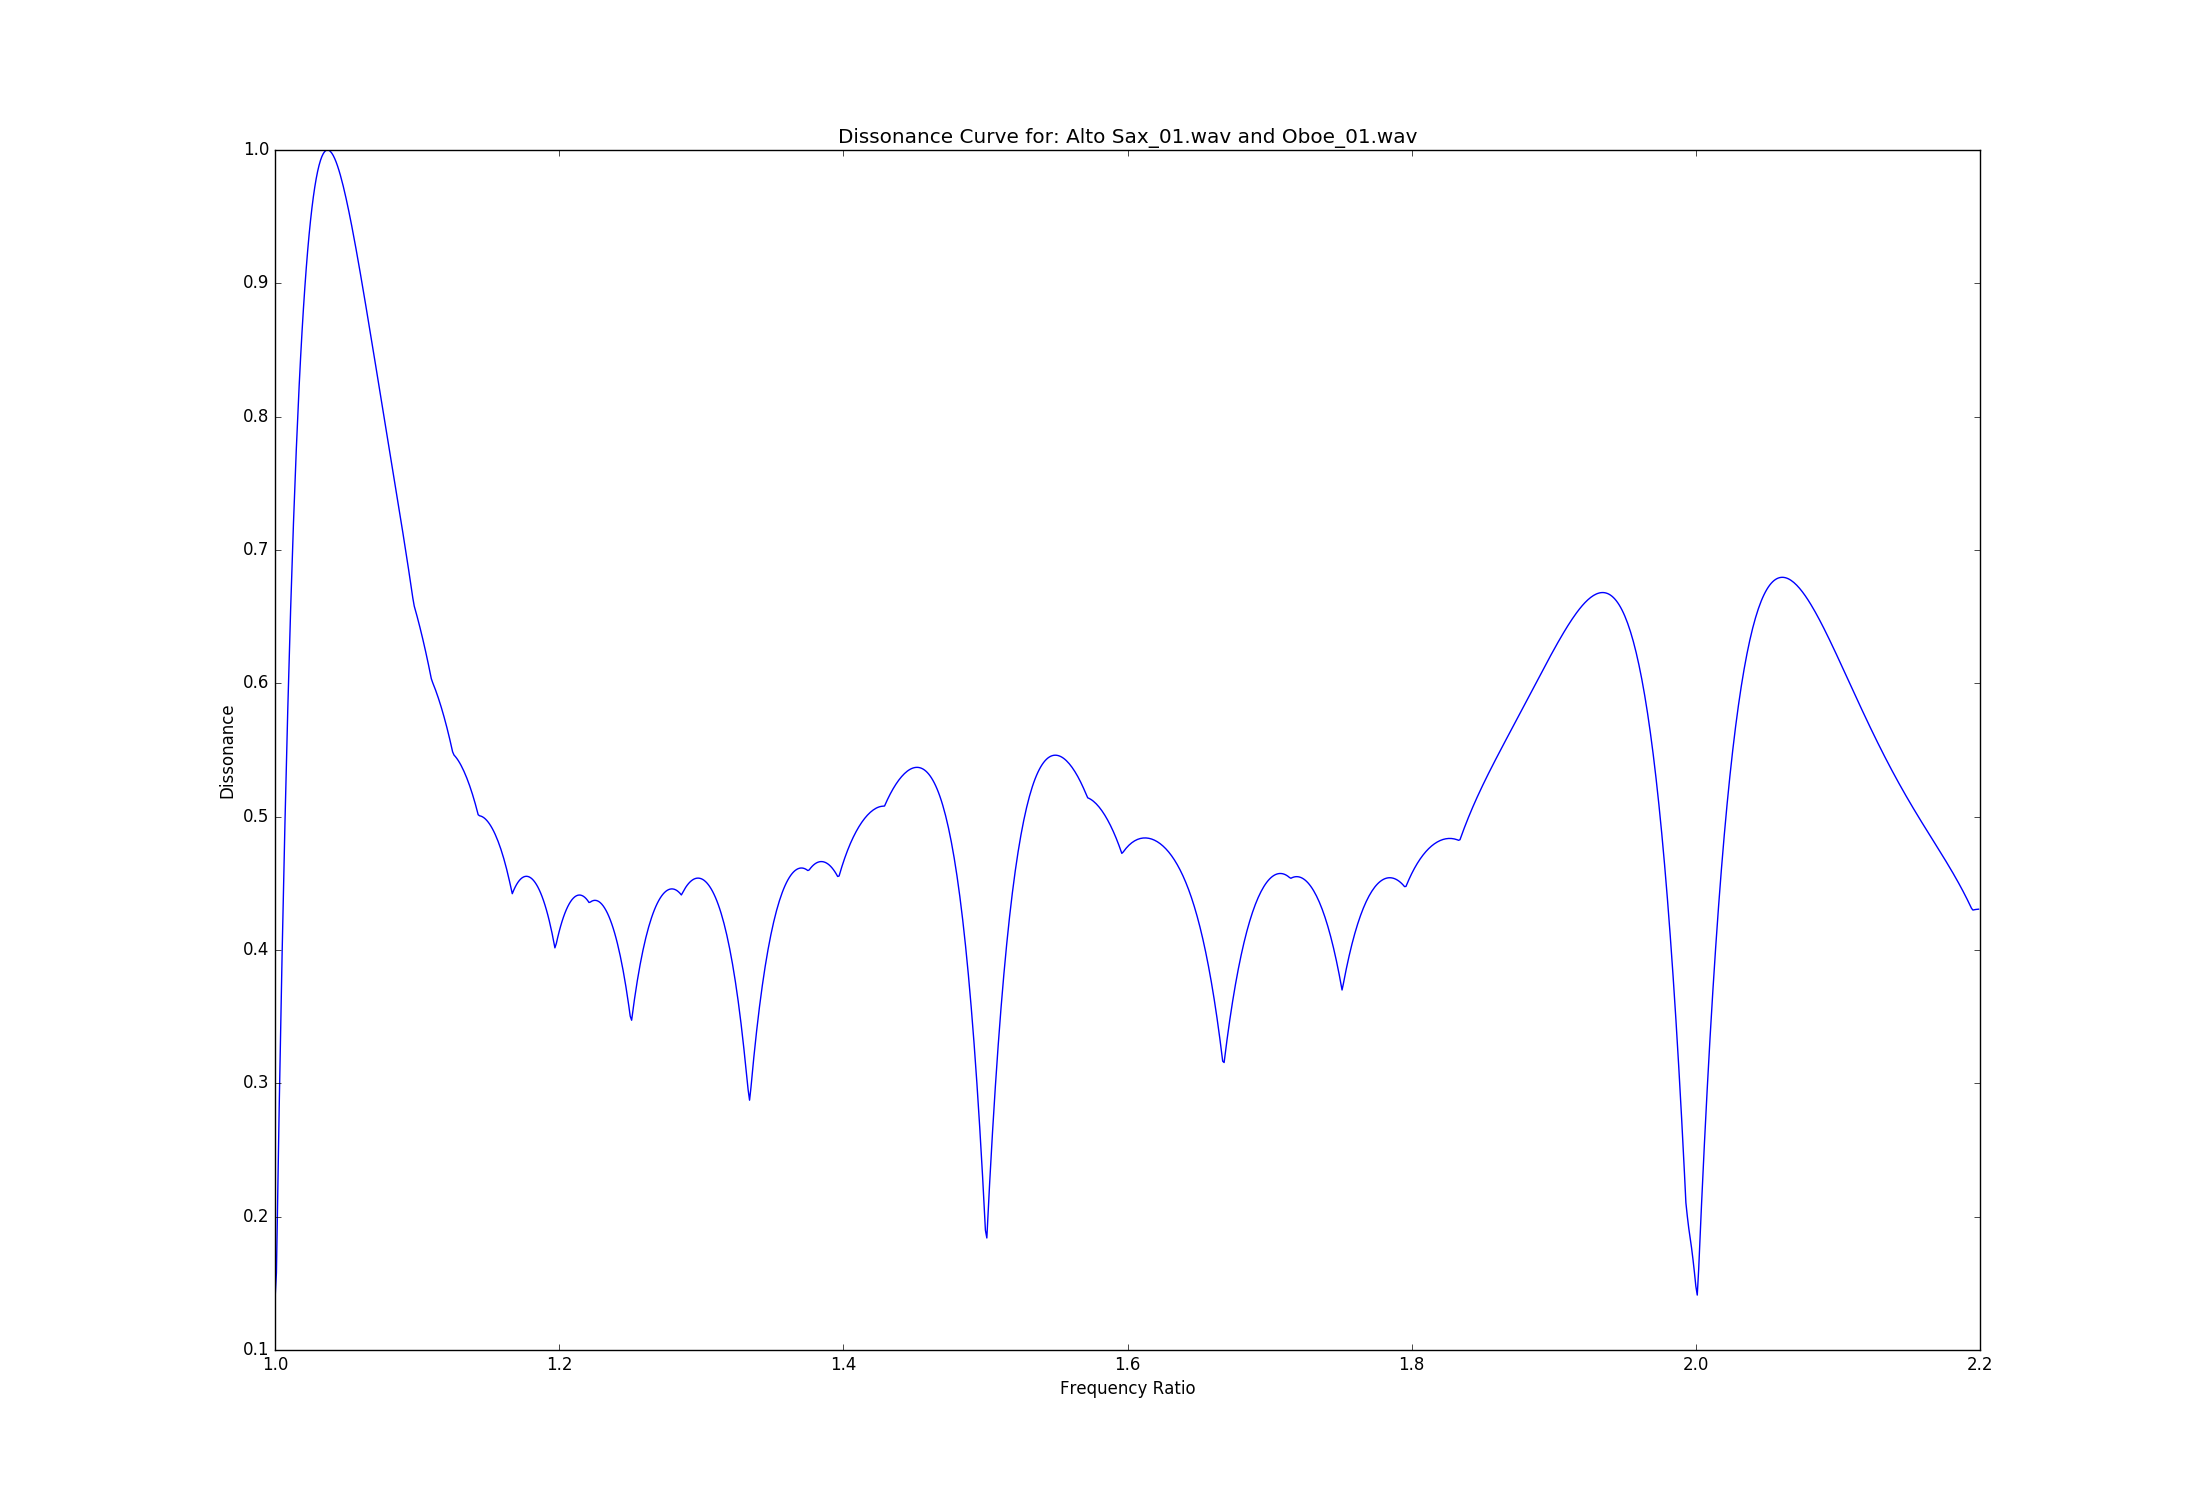 Dissonance Curve for: Alto Sax_01.wav and Oboe_01.wav
1.0
0.9
0.8
0.7
0.6
0.5
0.4
0.3
0.2
0.1
Dissonance
1.0 1.2 1.4 1.6 1.8 2.0 2.2
Frequency Ratio